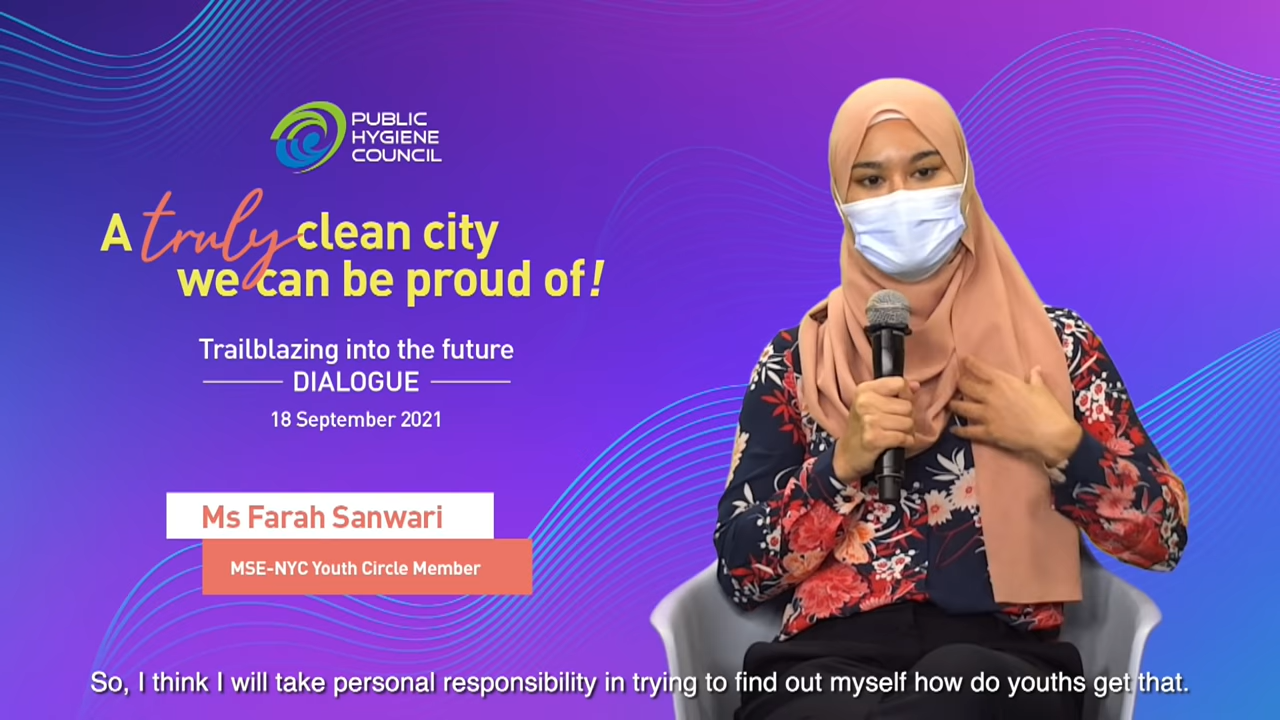 PUBLIC
HYGIENE
COUNCIL
A truly clean city
we can be proud of!
Trailblazing into the future
DIALOGUE
18 September 2021
Ms Farah Sanwari
MSE-NYC Youth Circle Member
So, I think I will take personal responsibility in trying to find out myself how do youths get that.